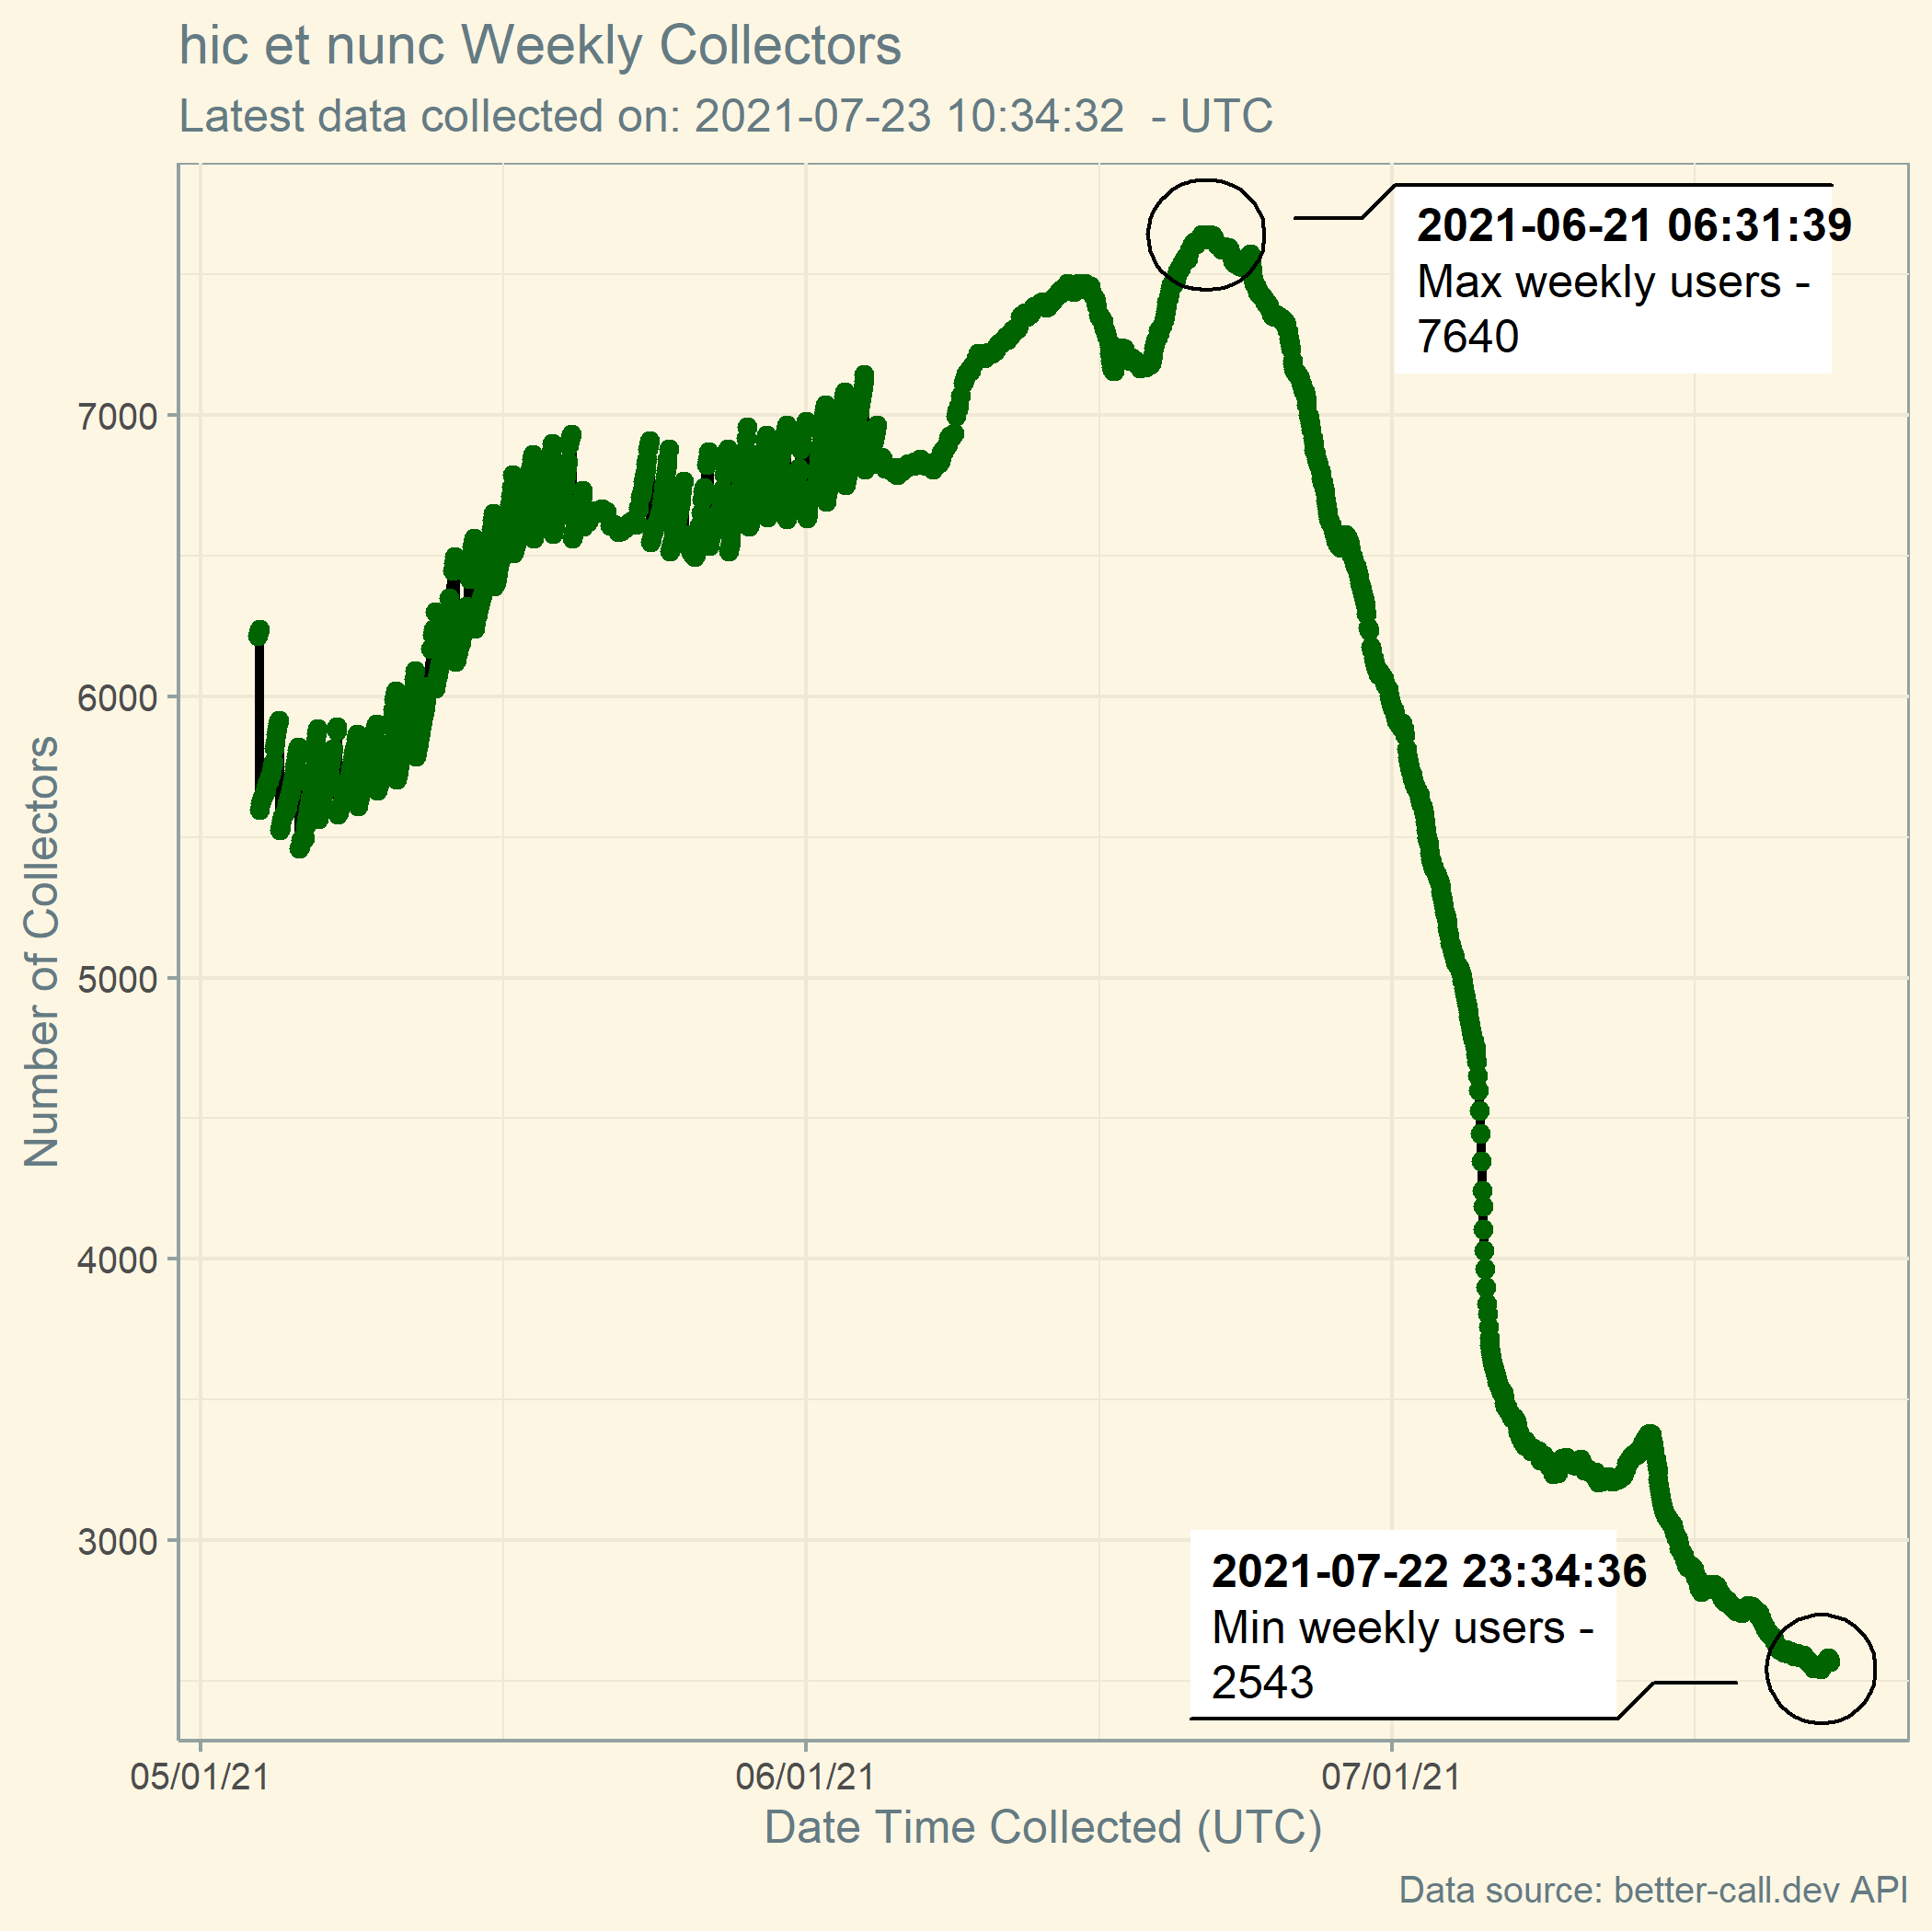 hic et nunc Weekly Collectors
Latest data collected on: 2021-07-23 10:34:32  - UTC
2021-06-21 06:31:39
Max weekly users -
7640
7000
6000
5000
4000
3000
Number of Collectors
2021-07-22 23:34:36
Min weekly users -
2543
05/01/21
06/01/21
07/01/21
Date Time Collected (UTC)
Data source: better-call.dev API